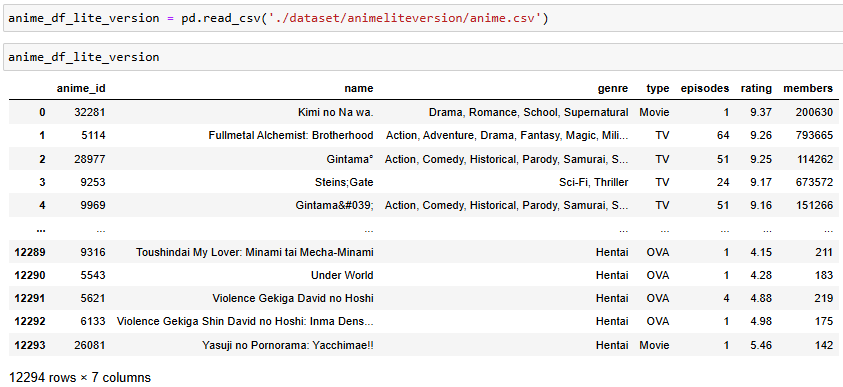 anime_df_lite_version = pd.read_csv('./dataset/animeliteversion/anime.csv')
anime_df_lite_version
anime_id name genre type episodes rating members
0 32281 Kimi no Na wa. Drama, Romance, School, Supernatural Movie 1 9.37 200630
1 5114 Fullmetal Alchemist: Brotherhood Action, Adventure, Drama, Fantasy, Magic, Mili... TV 64 9.26 793665
2 28977 Gintama° Action, Comedy, Historical, Parody, Samurai, S... TV 51 9.25 114262
3 9253 Steins;Gate Sci-Fi, Thriller TV 24 9.17 673572
4 9969 Gintama&#039; Action, Comedy, Historical, Parody, Samurai, S... TV 51 9.16 151266
... ... ... ... ... ... ... ...
12289 9316 Toushindai My Lover: Minami tai Mecha-Minami Hentai OVA 1 4.15 211
12290 5543 Under World Hentai OVA 1 4.28 183
12291 5621 Violence Gekiga David no Hoshi Hentai OVA 4 4.88 219
12292 6133 Violence Gekiga Shin David no Hoshi: Inma Dens... Hentai OVA 1 4.98 175
12293 26081 Yasuji no Pornorama: Yacchimae!! Hentai Movie 1 5.46 142
12294 rows × 7 columns